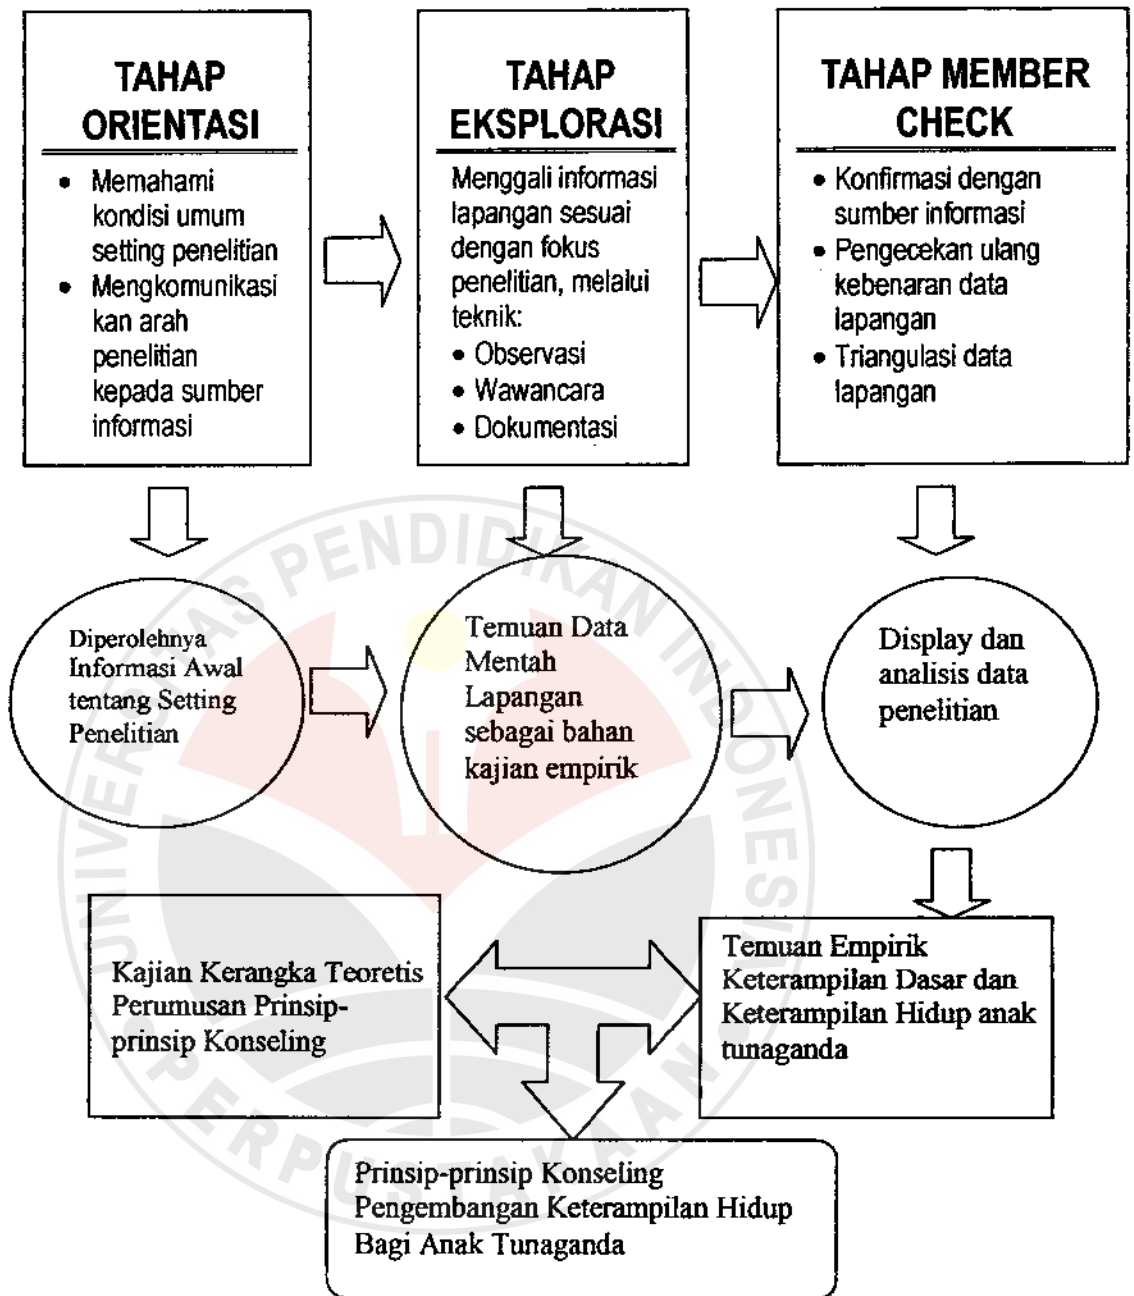 TAHAP
ORIENTASI
• Memahami
kondisi umum
setting penelitian
• Mengkomunikasi
kan arah
penelitian
kepada sumber
informasi
TAHAP
EKSPLORASI
Menggali informasi
lapangan sesuai
dengan fokus
penelitian, melalui
teknik:
• Observasi
• Wawancara
• Dokumentasi
TAHAP MEMBER
CHECK
• Konfirmasi dengan
sumber informasi
• Pengecekan ulang
kebenaran data
lapangan
• Triangulasi data
lapangan
Diperolehnya
Informasi Awal
tentang Setting
Penelitian
Temuan Data
Mentah
Lapangan
sebagai bahan
kajian empirik
Display dan
analisis data
penelitian
Kajian Kerangka Teoretis
Perumusan Prinsip-
prinsip Konseling
Temuan Empirik
Keterampilan Dasar dan
Keterampilan Hidup anak
tunaganda
Prinsip-prinsip Konseling
Pengembangan Keterampilan Hidup
Bagi Anak Tunaganda
UNIVERSITAS PENDIDIKAN INDONESIA
PERPUSTAKAAN